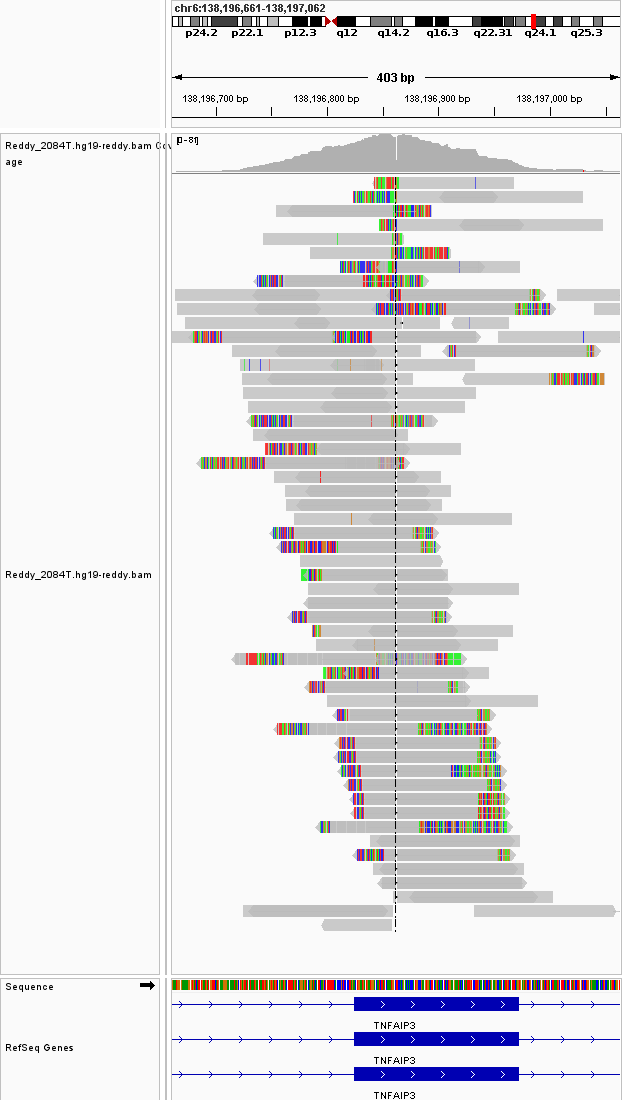 chr6:138,196,661-138,197,062
p24.2 p22.1 p12.3 q12 q14.2 q16.3 q22.31 q24.1 q25.3
403 bp
138,196,700 bp 138,196,800 bp 138,196,900 bp 138,197,000 bp
Reddy_2084T.hg19-reddy.bam Cov
age
[0-81]
Reddy_2084T.hg19-reddy.bam
Sequence
TNFAIP3
RefSeq Genes
TNFAIP3
TNFAIP3